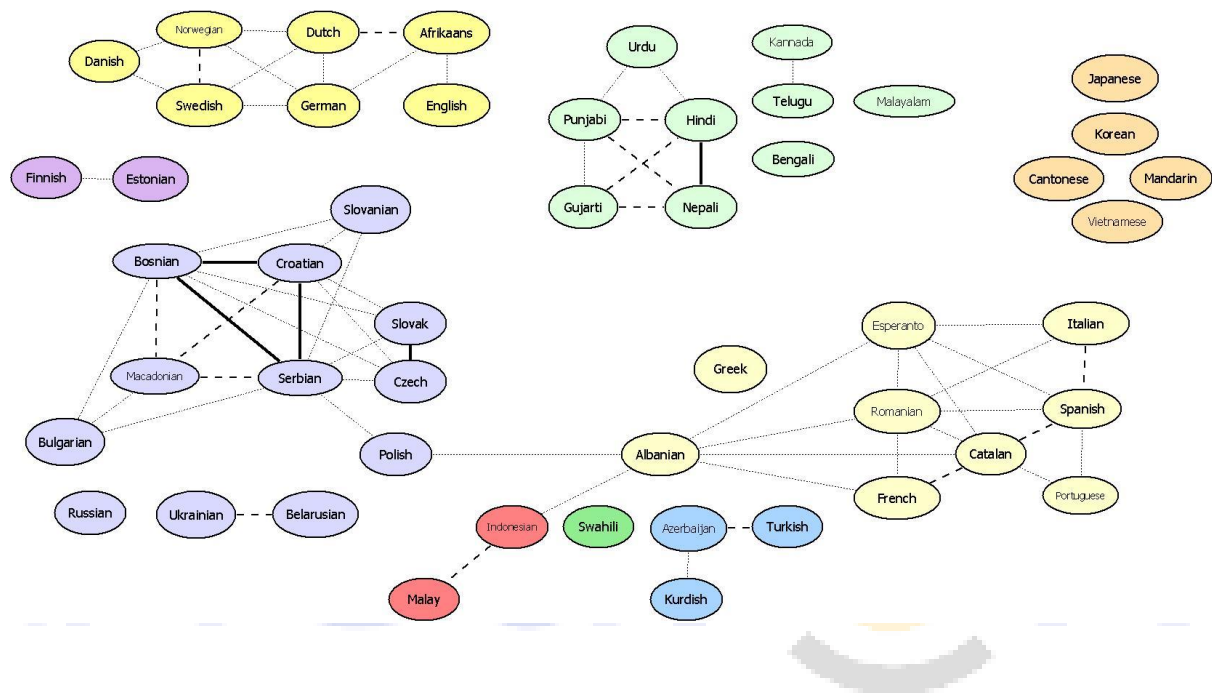 Norwegian
Dutch
Afrikaans
Danish
Swedish
German
English
Urdu
Kannada
Punjabi
Hindi
Telugu
Malayalam
Bengali
Gujarti
Nepali
Japanese
Korean
Cantonese
Mandarin
Vietnamese
Finnish
Estonian
Slovanian
Bosnian
Croatian
Slovak
Macadonian
Serbian
Czech
Bulgarian
Polish
Russian
Ukrainian
Belarusian
Greek
Esperanto
Italian
Romanian
Spanish
Albanian
Catalan
French
Portuguese
Indonesian
Swahili
Azerbaijan
Turkish
Malay
Kurdish